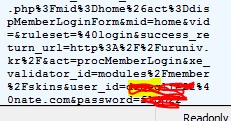 .php%3Fmid%3Dhome%26act%3Ddis
pMemberLoginForm&mid=home&vid
=&ruleset=%40login&success_re
turn_url=http%3A%2F%2Furuniv.
kr%2F&act=procMemberLogin&xe_
validator_id=modules%2Fmember
%2Fskins&user_id=
0nate.com&password=
Readonly